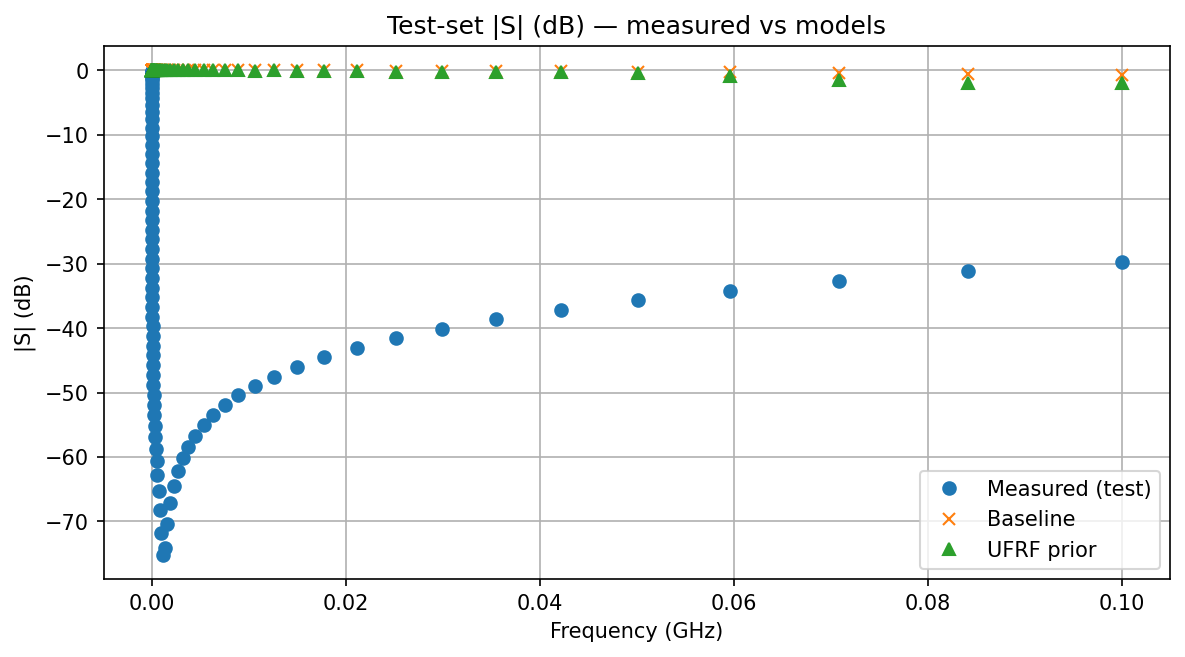 Test-set |S| (dB) — measured vs models
|S| (dB)
0
−10
−20
−30
−40
−50
−60
−70
Measured (test)
Baseline
UFRF prior
0.00 0.02 0.04 0.06 0.08 0.10
Frequency (GHz)